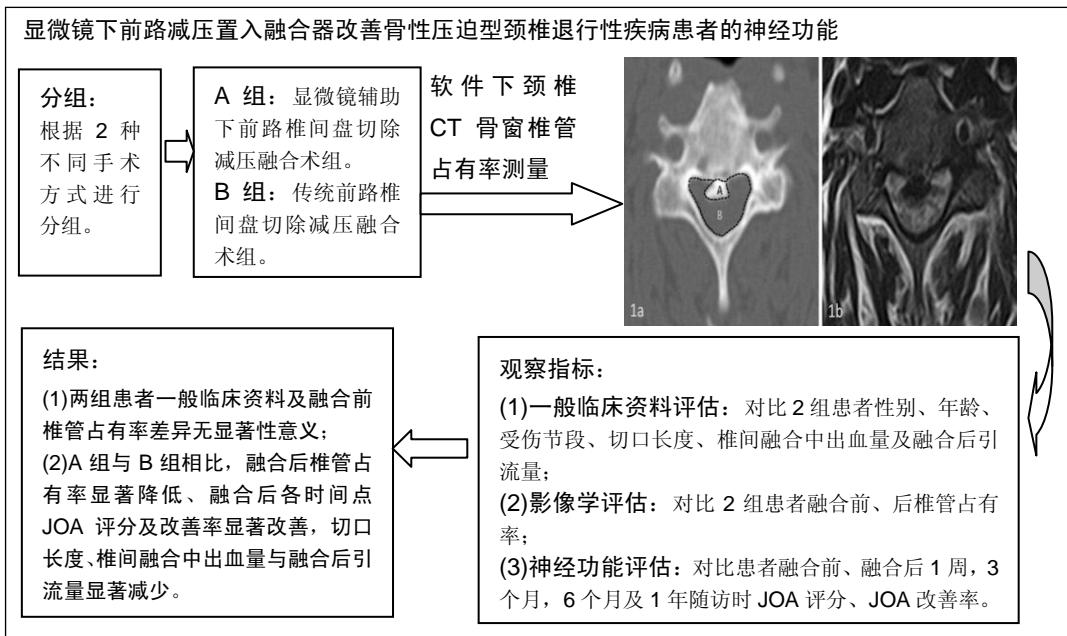 显微镜下前路减压置入融合器改善骨性压迫型颈椎退行性疾病患者的神经功能
分组：
根据 2 种
不同手术
方式进行
分组。
A 组：显微镜辅助
下前路椎间盘切除
减压融合术组。
B 组：传统前路椎
间盘切除减压融合
术组。
软件下颈椎
CT 骨窗椎管
占有率测量
A
B
1a
1b
观察指标：
(1)一般临床资料评估：对比 2 组患者性别、年龄、
受伤节段、切口长度、椎间融合中出血量及融合后引
流量；
(2)影像学评估：对比 2 组患者融合前、后椎管占有
率；
(3)神经功能评估：对比患者融合前、融合后 1 周，3
个月，6 个月及 1 年随访时 JOA 评分、JOA 改善率。
结果：
(1)两组患者一般临床资料及融合前
椎管占有率差异无显著性意义；
(2)A 组与 B 组相比，融合后椎管占
有率显著降低、融合后各时间点
JOA 评分及改善率显著改善，切口
长度、椎间融合中出血量与融合后引
流量显著减少。